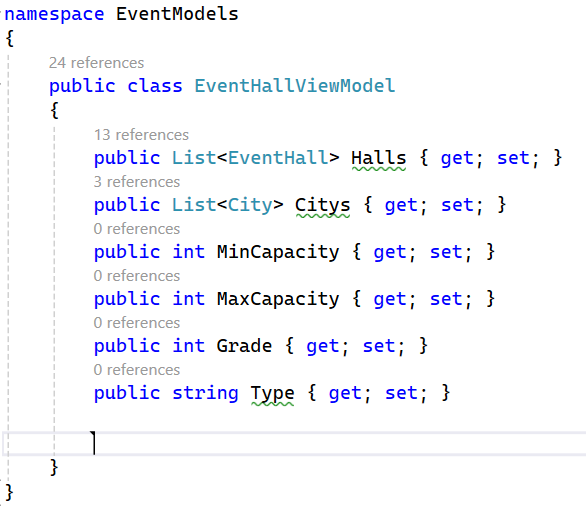 namespace EventModels
{
24 references
public class EventHallViewModel
{
13 references
public List<EventHall> Halls { get; set; }
3 references
public List<City> Citys { get; set; }
0 references
public int MinCapacity { get; set; }
0 references
public int MaxCapacity { get; set; }
0 references
public int Grade { get; set; }
0 references
public string Type { get; set; }
}
}